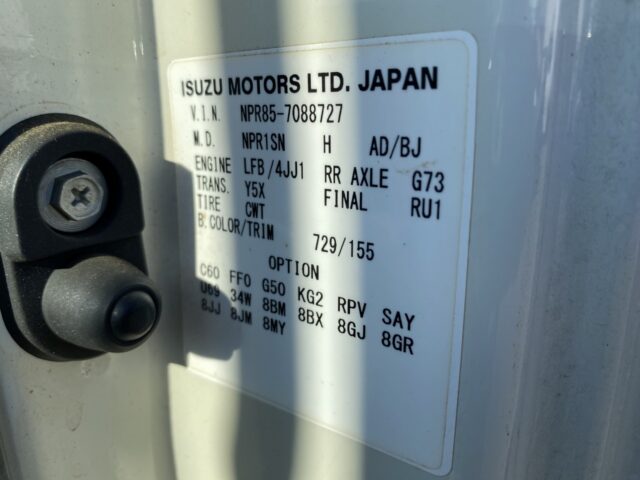 ISUZU MOTORS LTD. JAPAN
V.I.N. NPR85-7088727
M.D. NPR1SN H AD/BJ
ENGINE LFB/4JJ1 RR AXLE G73
TRANS. Y5X FINAL RU1
TIRE CWT
B.COLOR/TRIM 729/155
OPTION
C60 FF0 G50 KG2 RPV SAY
U69 34W 8BM 8BX 8GJ 8GR
8JJ 8JM 8MY